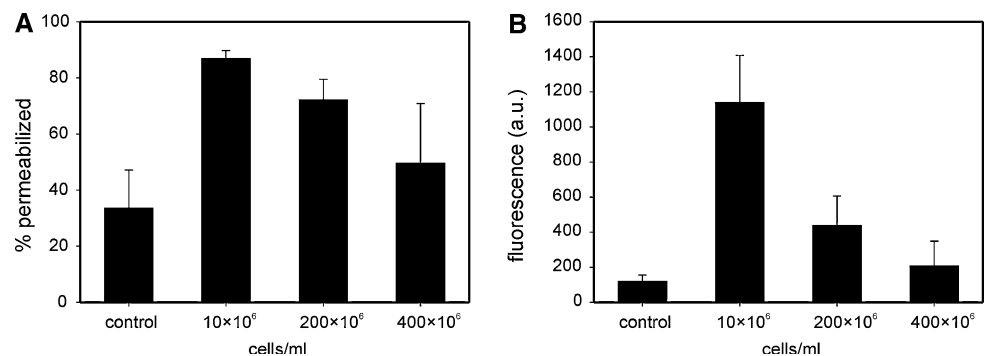 A
% permeabilized
100
80
60
40
20
0
control 10×10⁶ 200×10⁶ 400×10⁶
cells/ml
B
fluorescence (a.u.)
1600
1400
1200
1000
800
600
400
200
0
control 10×10⁶ 200×10⁶ 400×10⁶
cells/ml